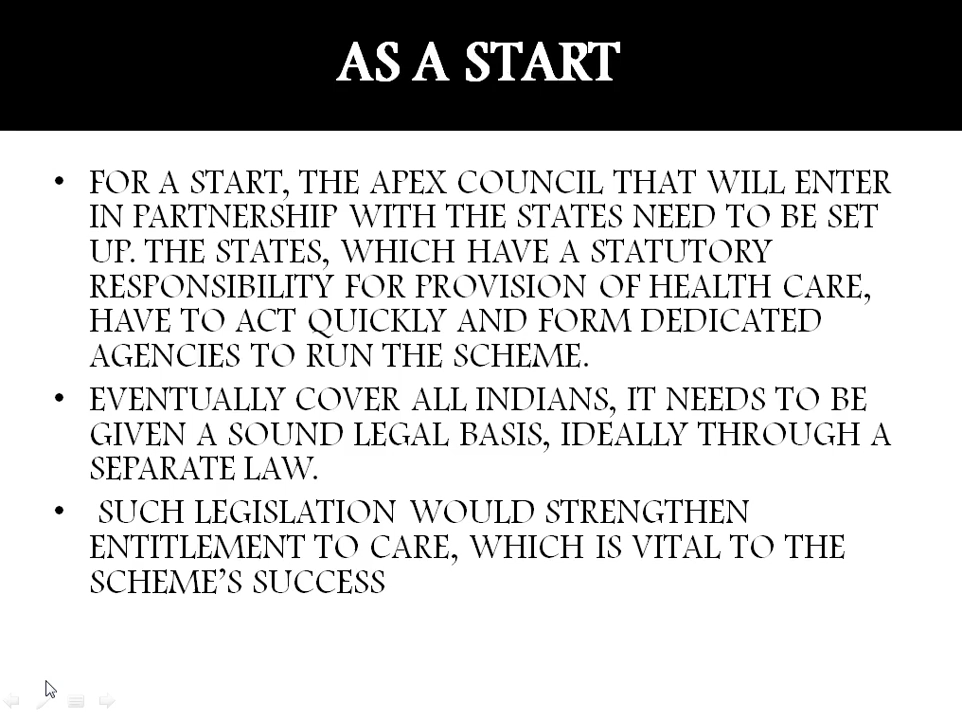 AS A START
• FOR A START, THE APEX COUNCIL THAT WILL ENTER
IN PARTNERSHIP WITH THE STATES NEED TO BE SET
UP. THE STATES, WHICH HAVE A STATUTORY
RESPONSIBILITY FOR PROVISION OF HEALTH CARE,
HAVE TO ACT QUICKLY AND FORM DEDICATED
AGENCIES TO RUN THE SCHEME.
• EVENTUALLY COVER ALL INDIANS, IT NEEDS TO BE
GIVEN A SOUND LEGAL BASIS, IDEALLY THROUGH A
SEPARATE LAW.
• SUCH LEGISLATION WOULD STRENGTHEN
ENTITLEMENT TO CARE, WHICH IS VITAL TO THE
SCHEME’S SUCCESS